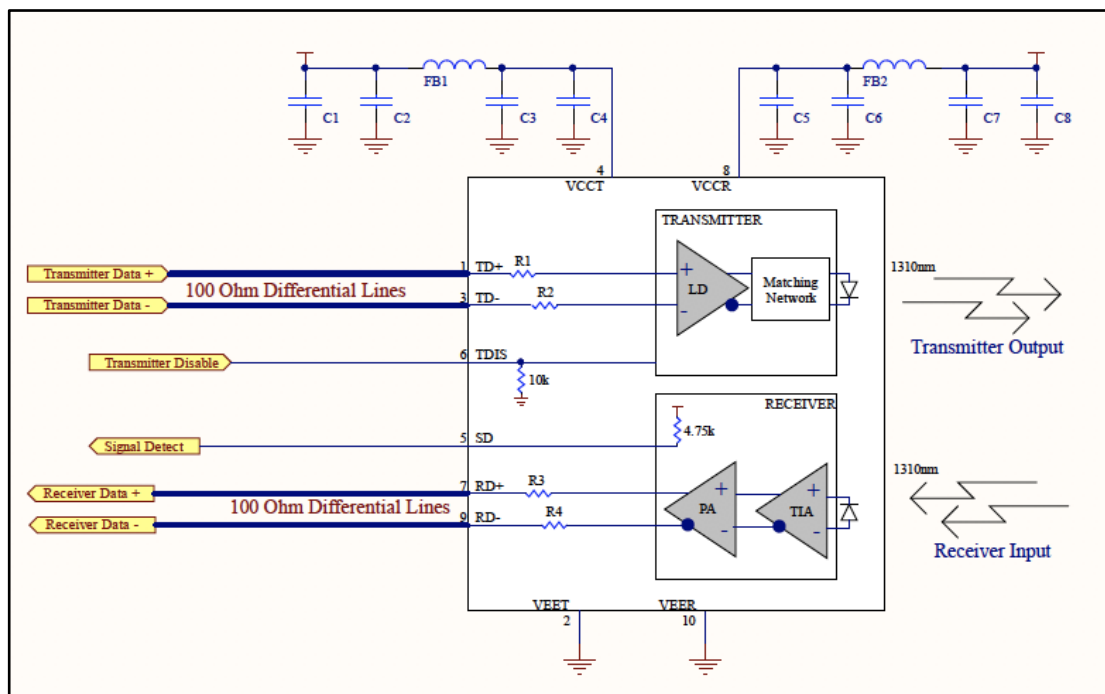 FB1
FB2
C1
C2
C3
C4
C5
C6
C7
C8
4
8
VCCT
VCCR
TRANSMITTER
Transmitter Data +
1
TD+
R1
+
LD
-
Matching
Network
1310nm
100 Ohm Differential Lines
Transmitter Data -
3
TD-
R2
Transmitter Output
Transmitter Disable
6
TDIS
10k
RECEIVER
4.75k
Signal Detect
5
SD
Receiver Data +
7
RD+
R3
+
PA
-
+
TIA
-
1310nm
100 Ohm Differential Lines
Receiver Data -
9
RD-
R4
Receiver Input
VEET
VEER
2
10